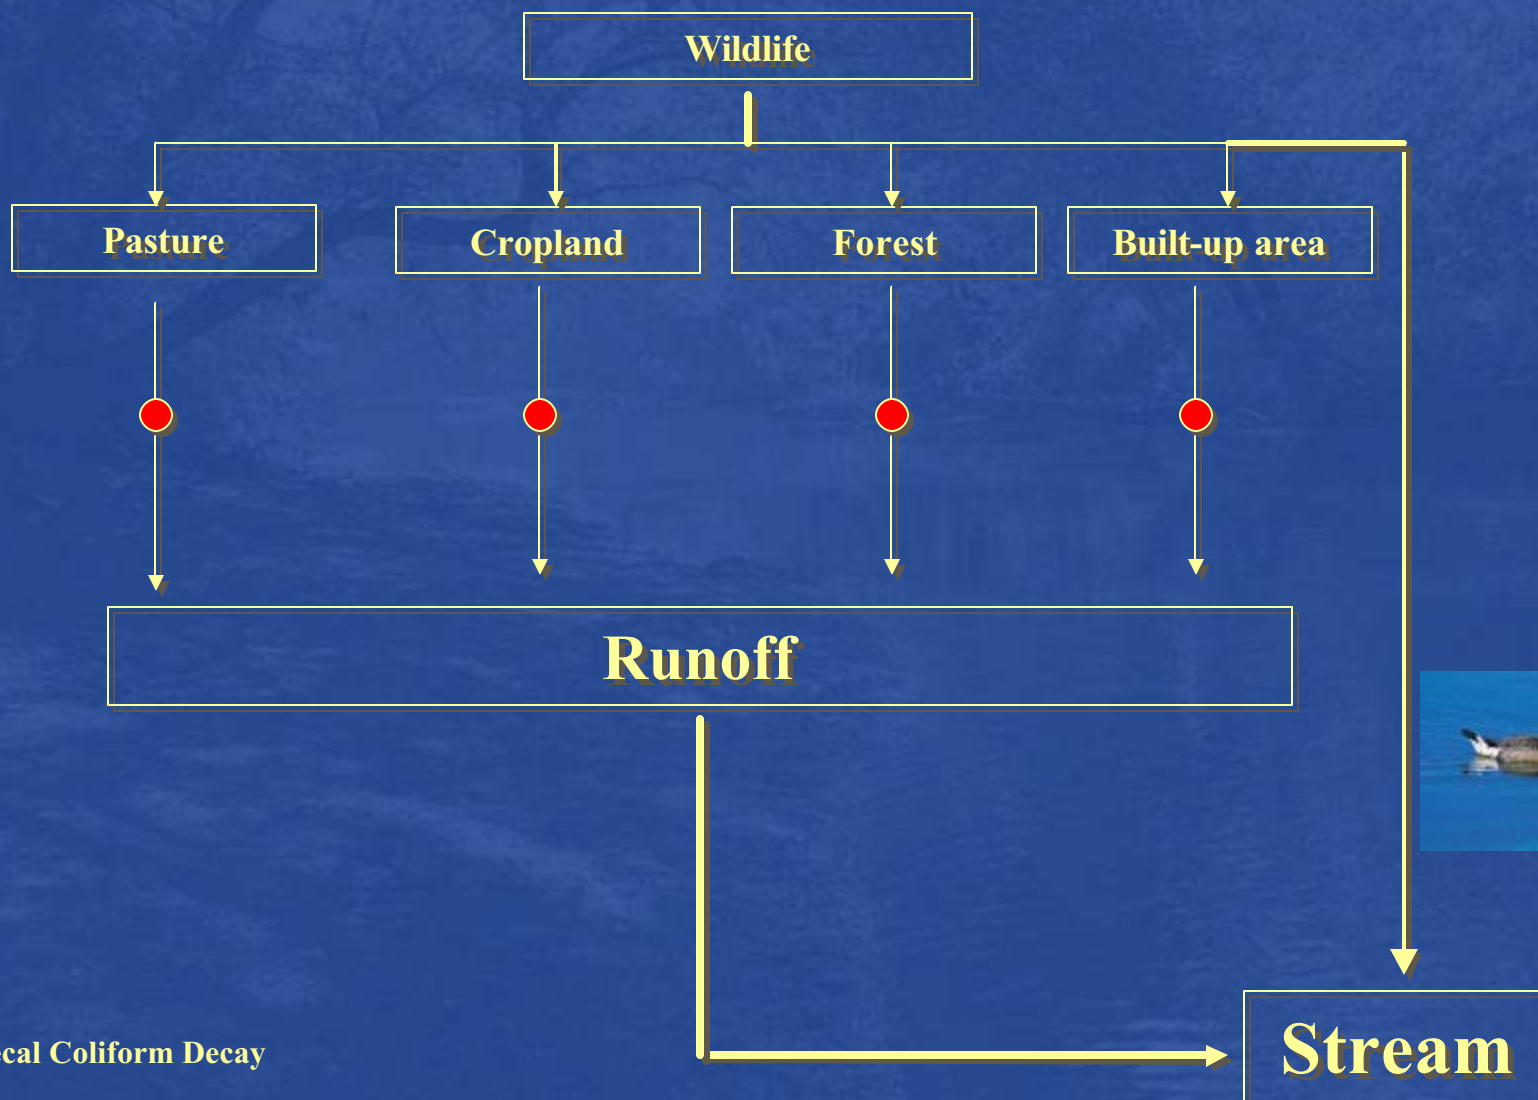 Wildlife
Pasture
Cropland
Forest
Built-up area
Runoff
Stream
Coliform Decay